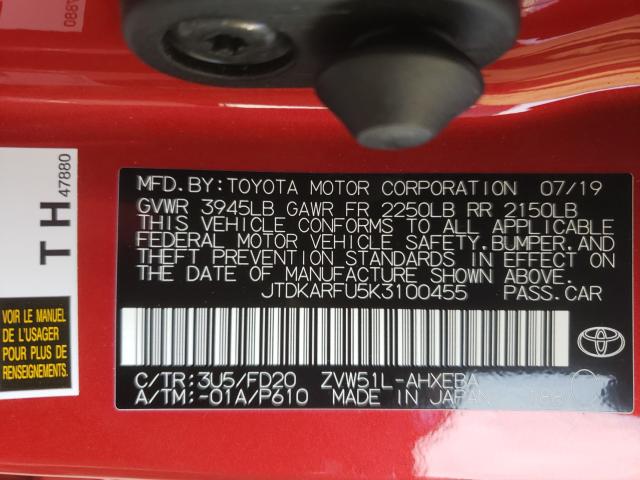 MFD.BY:TOYOTA MOTOR CORPORATION 07/19
GVWR 3945LB GAWR FR 2250LB RR 2150LB
THIS VEHICLE CONFORMS TO ALL APPLICABLE
FEDERAL MOTOR VEHICLE SAFETY,BUMPER,AND
THEFT PREVENTION STANDARDS IN EFFECT ON
THE DATE OF MANUFACTURE SHOWN ABOVE.
JTDKARFU5K3100455 PASS.CAR
C/TR:3U5/FD20 ZVW51L-AHXEBA
A/TM:-01A/P610 MADE IN JAPAN
TOYOTA
TH
47880
VOIR LE MANUEL
DE L'USAGER
POUR PLUS DE
RENSEIGNEMENTS.